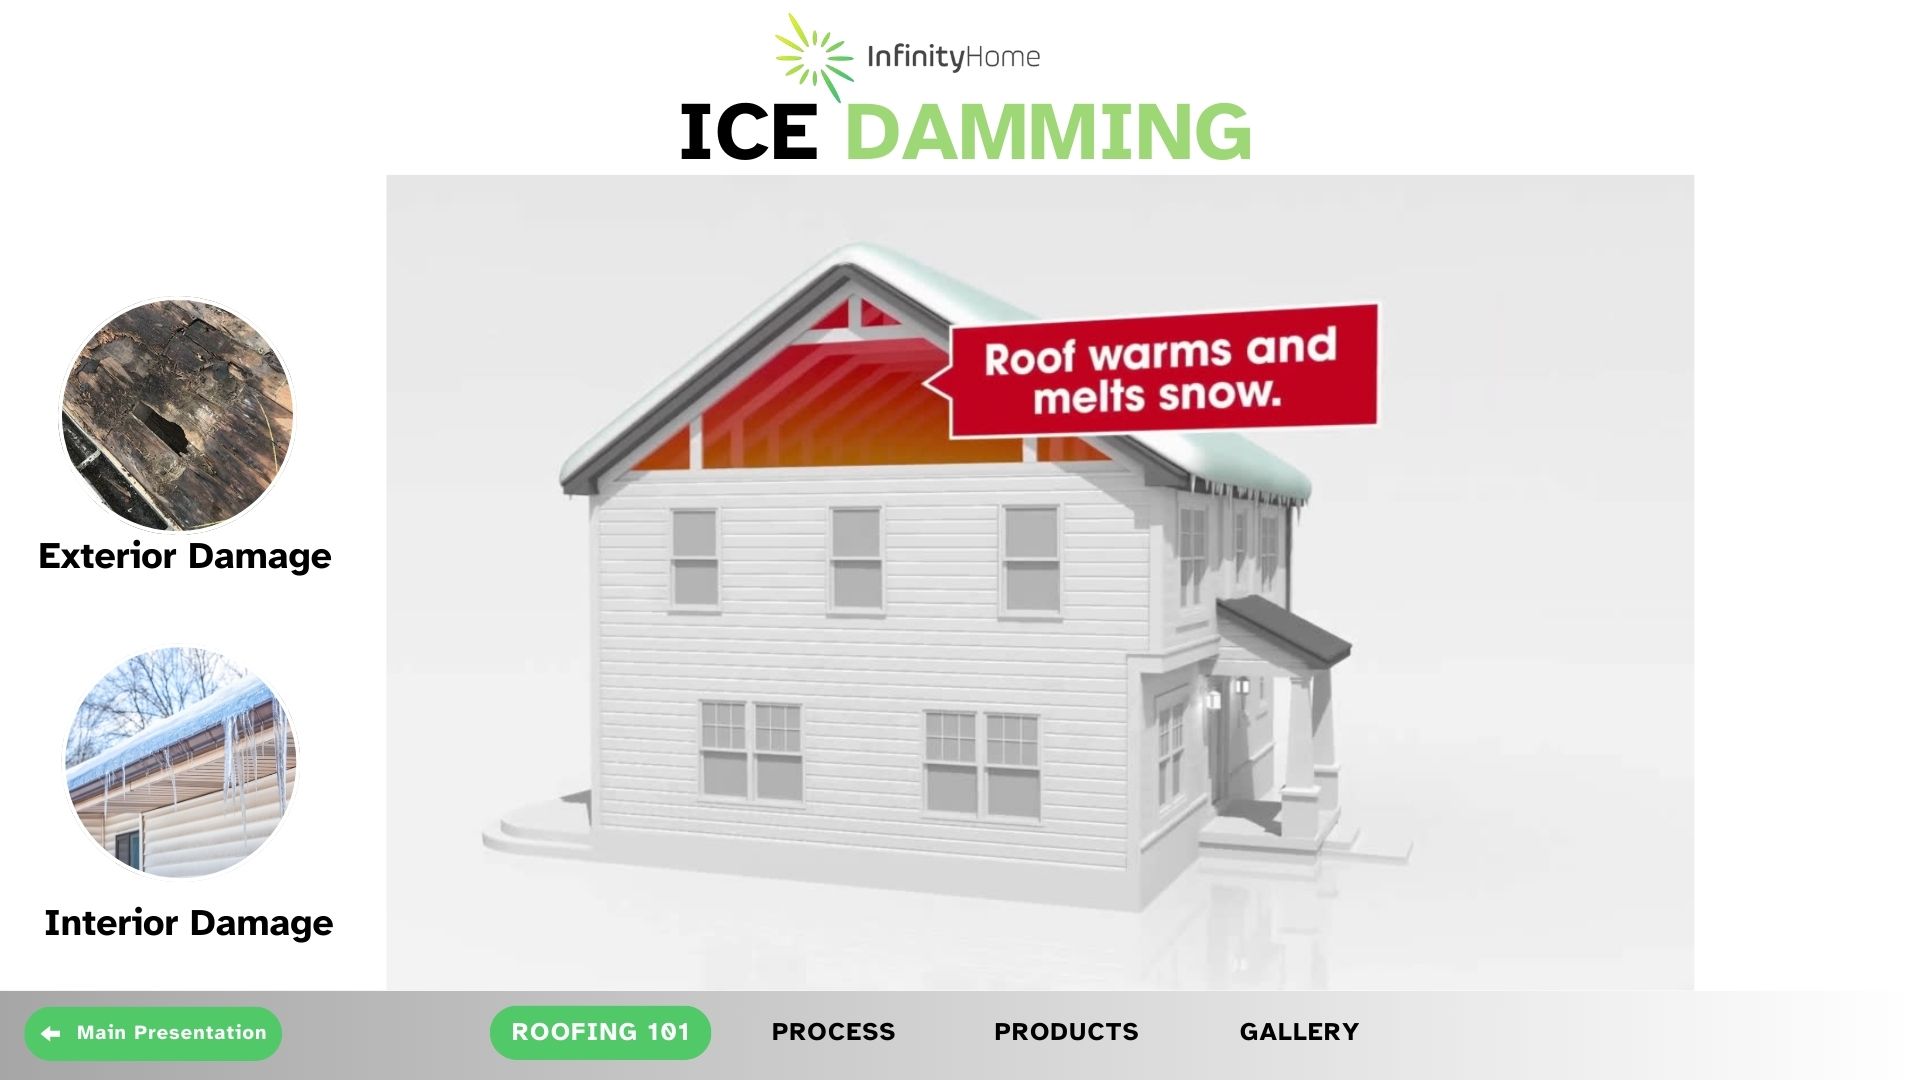 InfinityHome
ICE DAMMING
Roof warms and
melts snow.
Exterior Damage
Interior Damage
Main Presentation
ROOFING 101
PROCESS
PRODUCTS
GALLERY